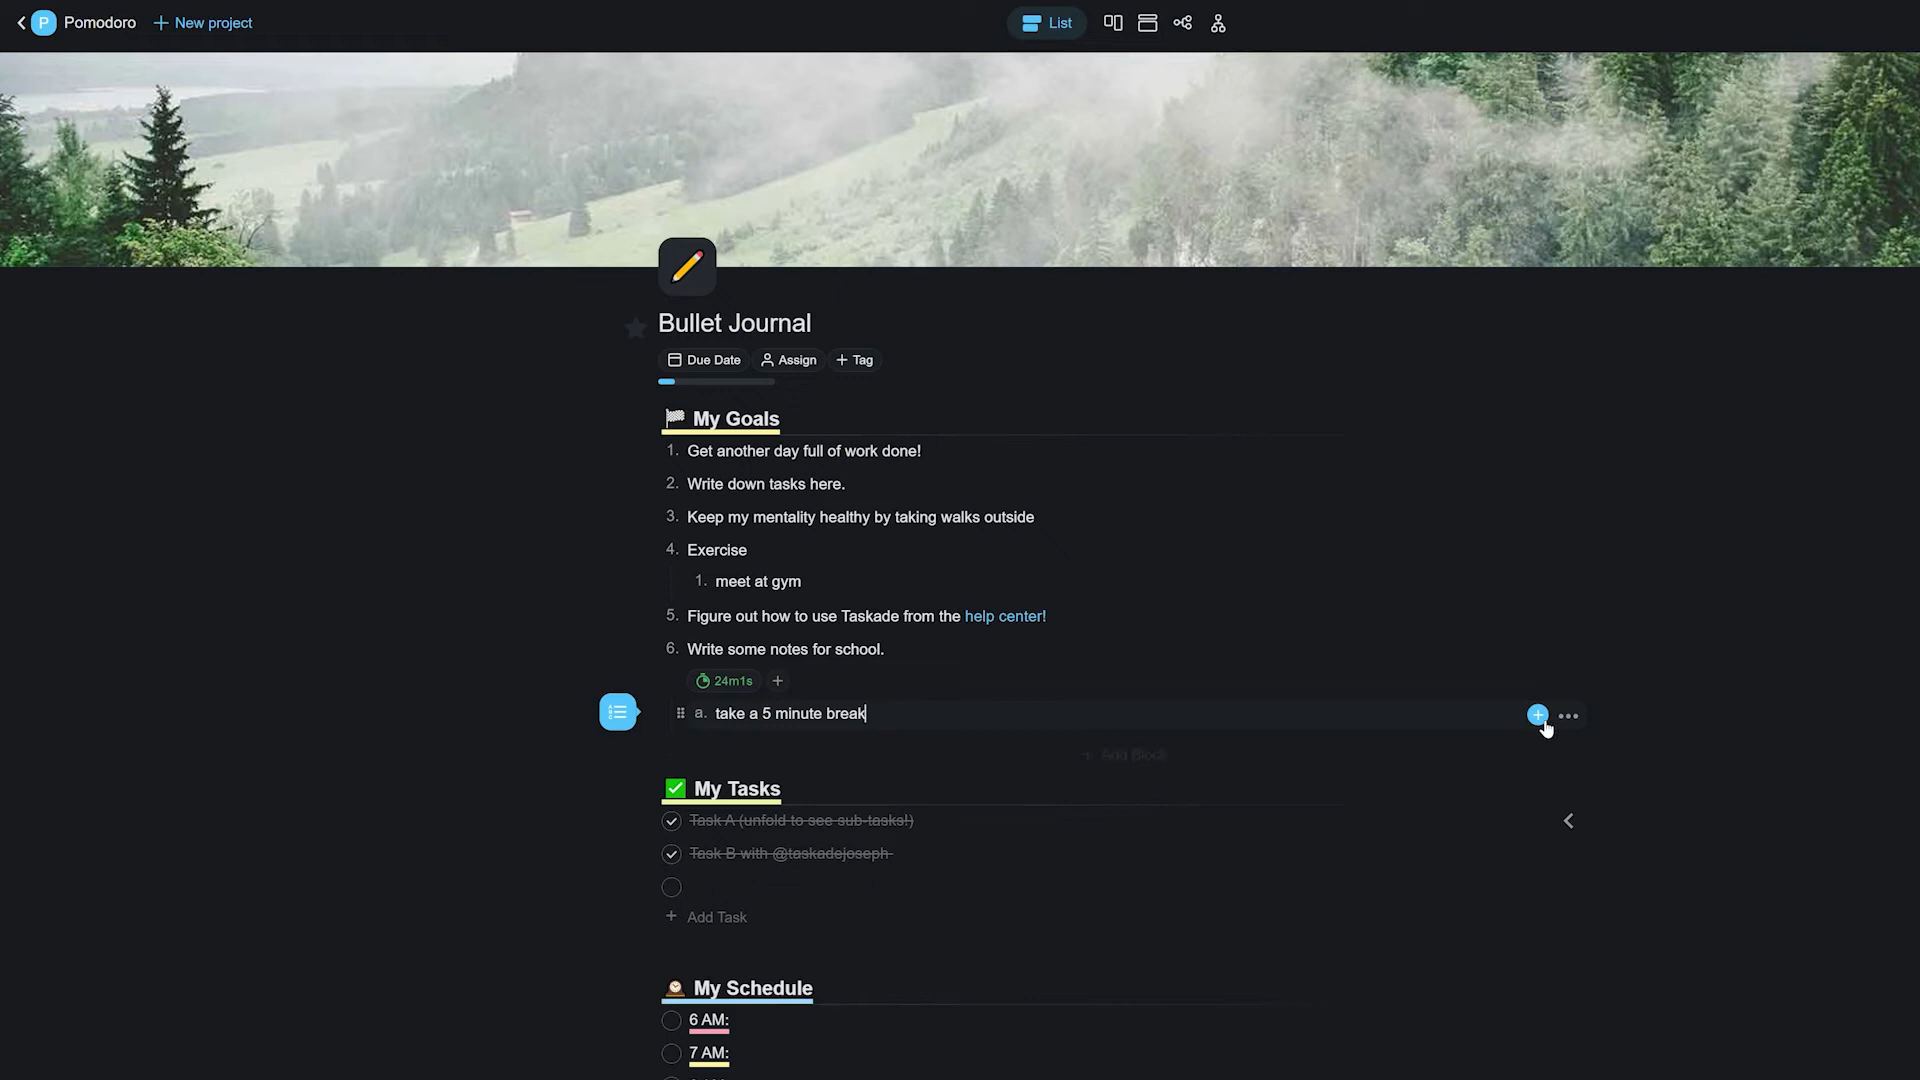 P Pomodoro + New project
List
Bullet Journal
Due Date Assign + Tag
My Goals
1. Get another day full of work done!
2. Write down tasks here.
3. Keep my mentality healthy by taking walks outside
4. Exercise
1. meet at gym
5. Figure out how to use Taskade from the help center!
6. Write some notes for school.
24m1s +
a. take a 5 minute break
Add Block
My Tasks
Task A (unfold to see sub-tasks!)
Task B with @taskadejoseph
+ Add Task
My Schedule
6 AM:
7 AM: